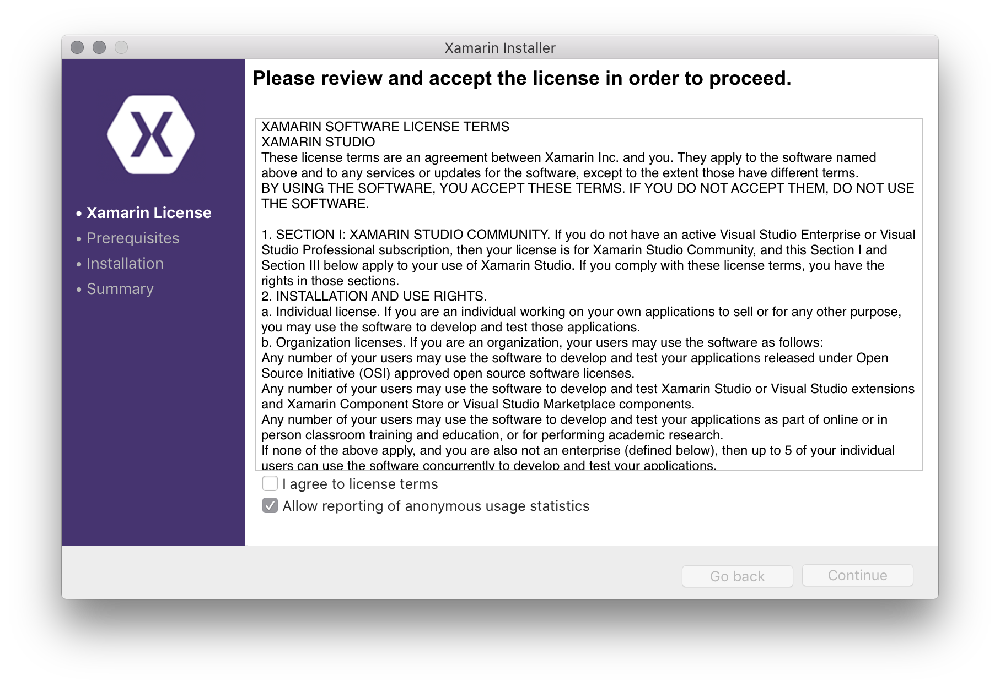 Xamarin Installer
X
• Xamarin License
• Prerequisites
• Installation
• Summary
Please review and accept the license in order to proceed.
XAMARIN SOFTWARE LICENSE TERMS
XAMARIN STUDIO
These license terms are an agreement between Xamarin Inc. and you. They apply to the software named
above and to any services or updates for the software, except to the extent those have different terms.
BY USING THE SOFTWARE, YOU ACCEPT THESE TERMS. IF YOU DO NOT ACCEPT THEM, DO NOT USE
THE SOFTWARE.
1. SECTION I: XAMARIN STUDIO COMMUNITY. If you do not have an active Visual Studio Enterprise or Visual
Studio Professional subscription, then your license is for Xamarin Studio Community, and this Section I and
Section III below apply to your use of Xamarin Studio. If you comply with these license terms, you have the
rights in those sections.
2. INSTALLATION AND USE RIGHTS.
a. Individual license. If you are an individual working on your own applications to sell or for any other purpose,
you may use the software to develop and test those applications.
b. Organization licenses. If you are an organization, your users may use the software as follows:
Any number of your users may use the software to develop and test your applications released under Open
Source Initiative (OSI) approved open source software licenses.
Any number of your users may use the software to develop and test Xamarin Studio or Visual Studio extensions
and Xamarin Component Store or Visual Studio Marketplace components.
Any number of your users may use the software to develop and test your applications as part of online or in
person classroom training and education, or for performing academic research.
If none of the above apply, and you are also not an enterprise (defined below), then up to 5 of your individual
users can use the software concurrently to develop and test your applications.
I agree to license terms
Allow reporting of anonymous usage statistics
Go back
Continue